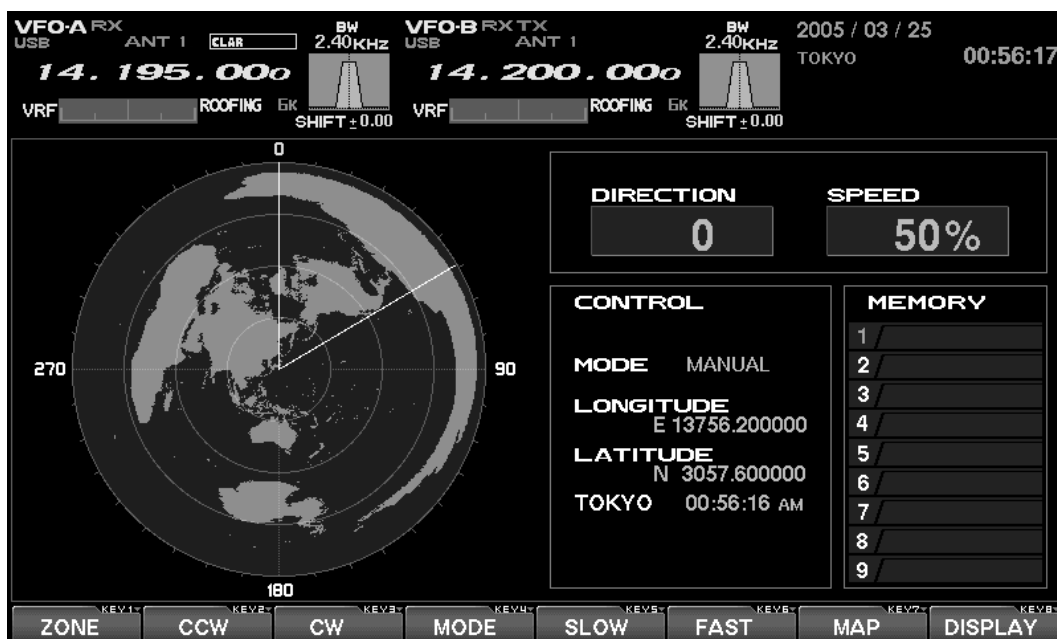 VFO-A RX BW VFO-B RX TX BW 2005 / 03 / 25
USB ANT 1 CLAR 2.40KHz USB ANT 1 2.40KHz TOKYO 00:56:17
14. 195. 000 14. 200. 000
VRF ROOFING 6K VRF ROOFING 6K
SHIFT±0.00 SHIFT±0.00
0
270
90
180
DIRECTION SPEED
0 50%
CONTROL
MODE MANUAL
LONGITUDE
E 13756.200000
LATITUDE
N 3057.600000
TOKYO 00:56:16 AM
MEMORY
1
2
3
4
5
6
7
8
9
KEY1 KEY2 KEY3 KEY4 KEY5 KEY6 KEY7 KEY8
ZONE CCW CW MODE SLOW FAST MAP DISPLAY